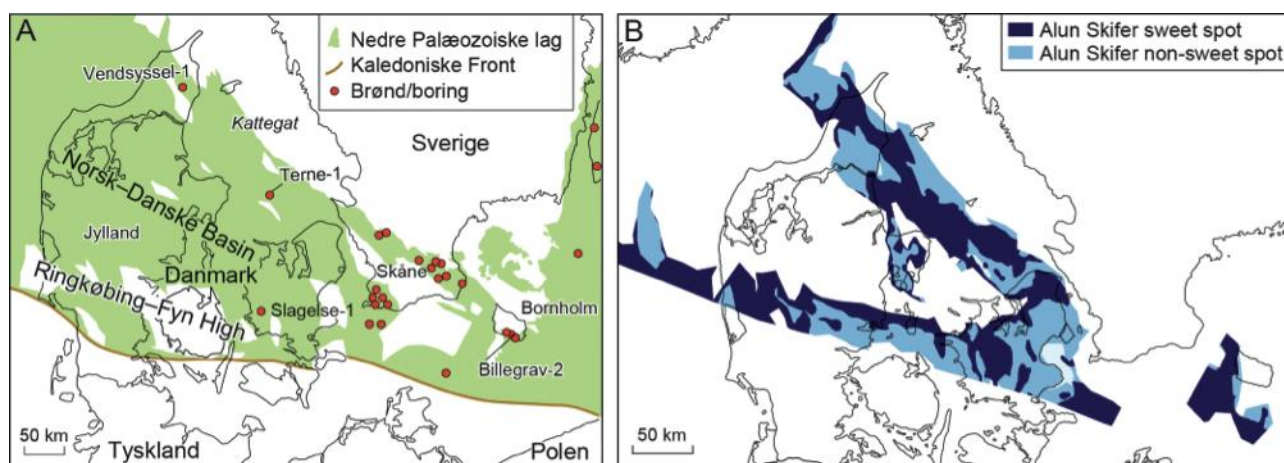 A
Nedre Palæozoiske lag
Kaledoniske Front
Brønd/boring
Vendsyssel-1
Kattegat
Sverige
Terne-1
Norsk–Danske Basin
Jylland
Danmark
Skåne
Ringkøbing–Fyn High
Slagelse-1
Bornholm
Billegrav-2
50 km
Tyskland
Polen
B
Alun Skifer sweet spot
Alun Skifer non-sweet spot
50 km